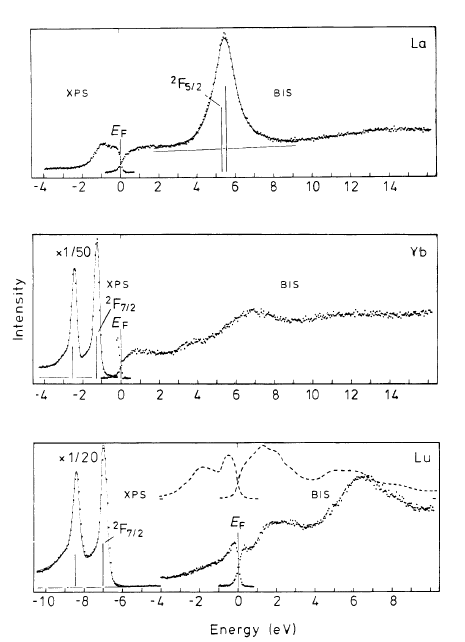 La
XPS
²F5/2
BIS
EF
-4 -2 0 2 4 6 8 10 12 14
Yb
×1/50
XPS
²F7/2
BIS
EF
-4 -2 0 2 4 6 8 10 12 14
Intensity
Lu
×1/20
XPS
BIS
²F7/2
EF
-10 -8 -6 -4 -2 0 2 4 6 8
Energy (eV)